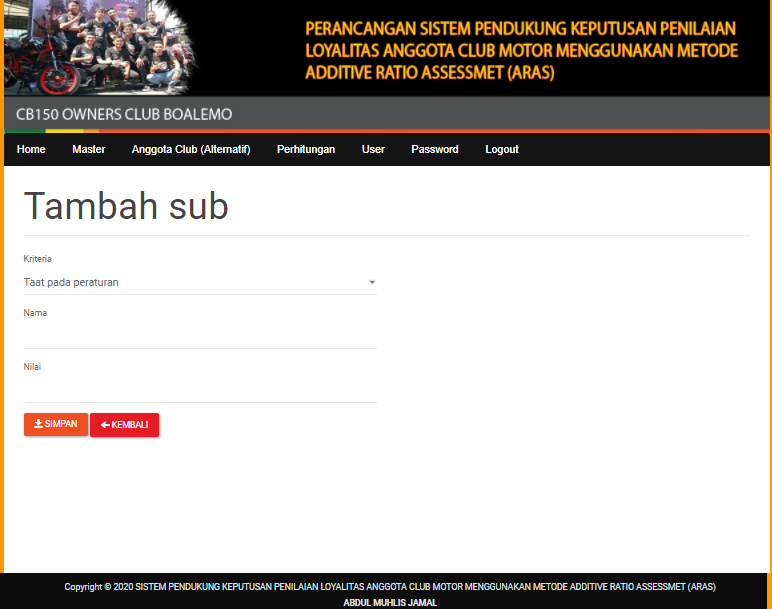 PERANCANGAN SISTEM PENDUKUNG KEPUTUSAN PENILAIAN
LOYALITAS ANGGOTA CLUB MOTOR MENGGUNAKAN METODE
ADDITIVE RATIO ASSESSMET (ARAS)
CB150 OWNERS CLUB BOALEMO
Home Master Anggota Club (Alternatif) Perhitungan User Password Logout
Tambah sub
Kriteria
Taat pada peraturan
Nama
Nilai
SIMPAN KEMBALI
Copyright © 2020 SISTEM PENDUKUNG KEPUTUSAN PENILAIAN LOYALITAS ANGGOTA CLUB MOTOR MENGGUNAKAN METODE ADDITIVE RATIO ASSESSMET (ARAS)
ABDUL MUHLIS JAMAL